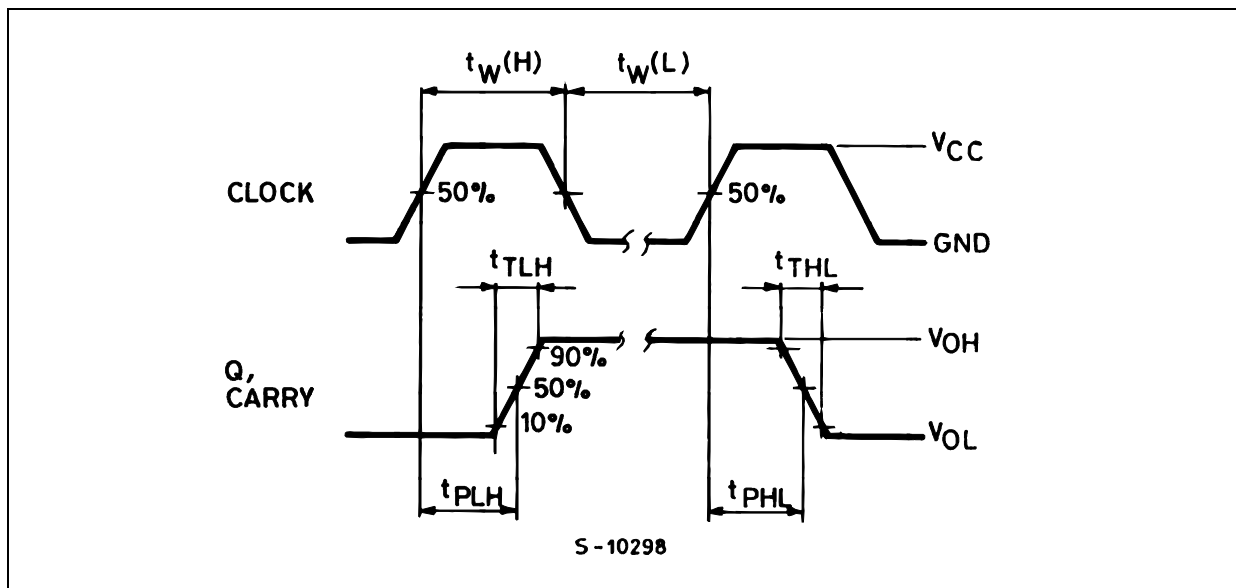 tW(H)
tW(L)
VCC
CLOCK
50%
50%
GND
tTLH
tTHL
VOH
90%
Q,
CARRY
50%
10%
VOL
tPLH
tPHL
S-10298